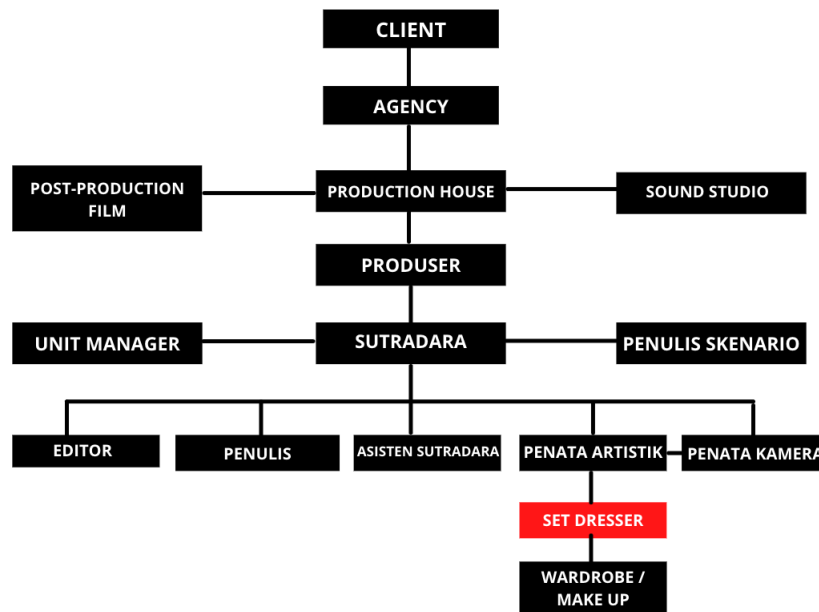 CLIENT
AGENCY
POST-PRODUCTION
FILM
PRODUCTION HOUSE
SOUND STUDIO
PRODUSER
UNIT MANAGER
SUTRADARA
PENULIS SKENARIO
EDITOR
PENULIS
ASISTEN SUTRADARA
PENATA ARTISTIK
PENATA KAMERA
SET DRESSER
WARDROBE /
MAKE UP